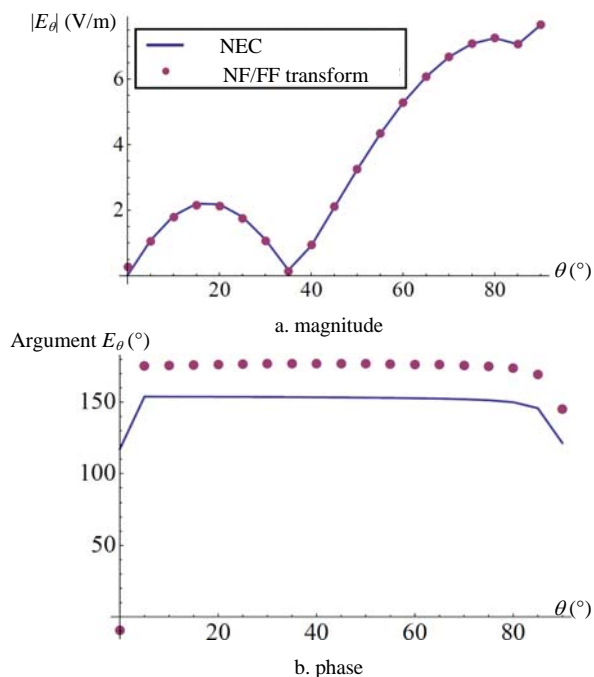 |Eθ| (V/m)
NEC
NF/FF transform
6
4
2
20 40 60 80
θ (°)
a. magnitude
Argument Eθ (°)
150
100
50
20 40 60 80
θ (°)
b. phase